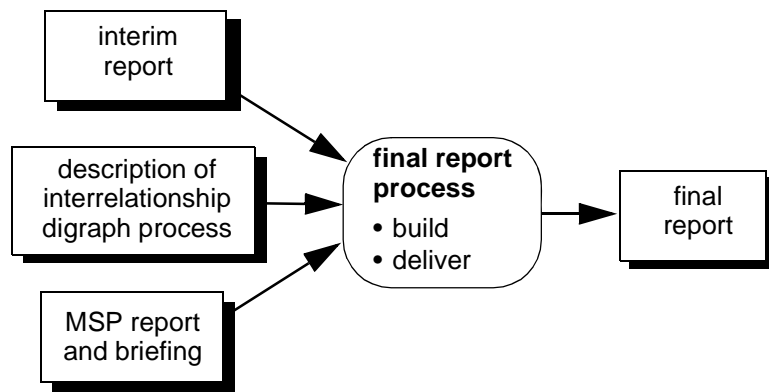 interim
report
description of
interrelationship
digraph process
MSP report
and briefing
final report
process
• build
• deliver
final
report